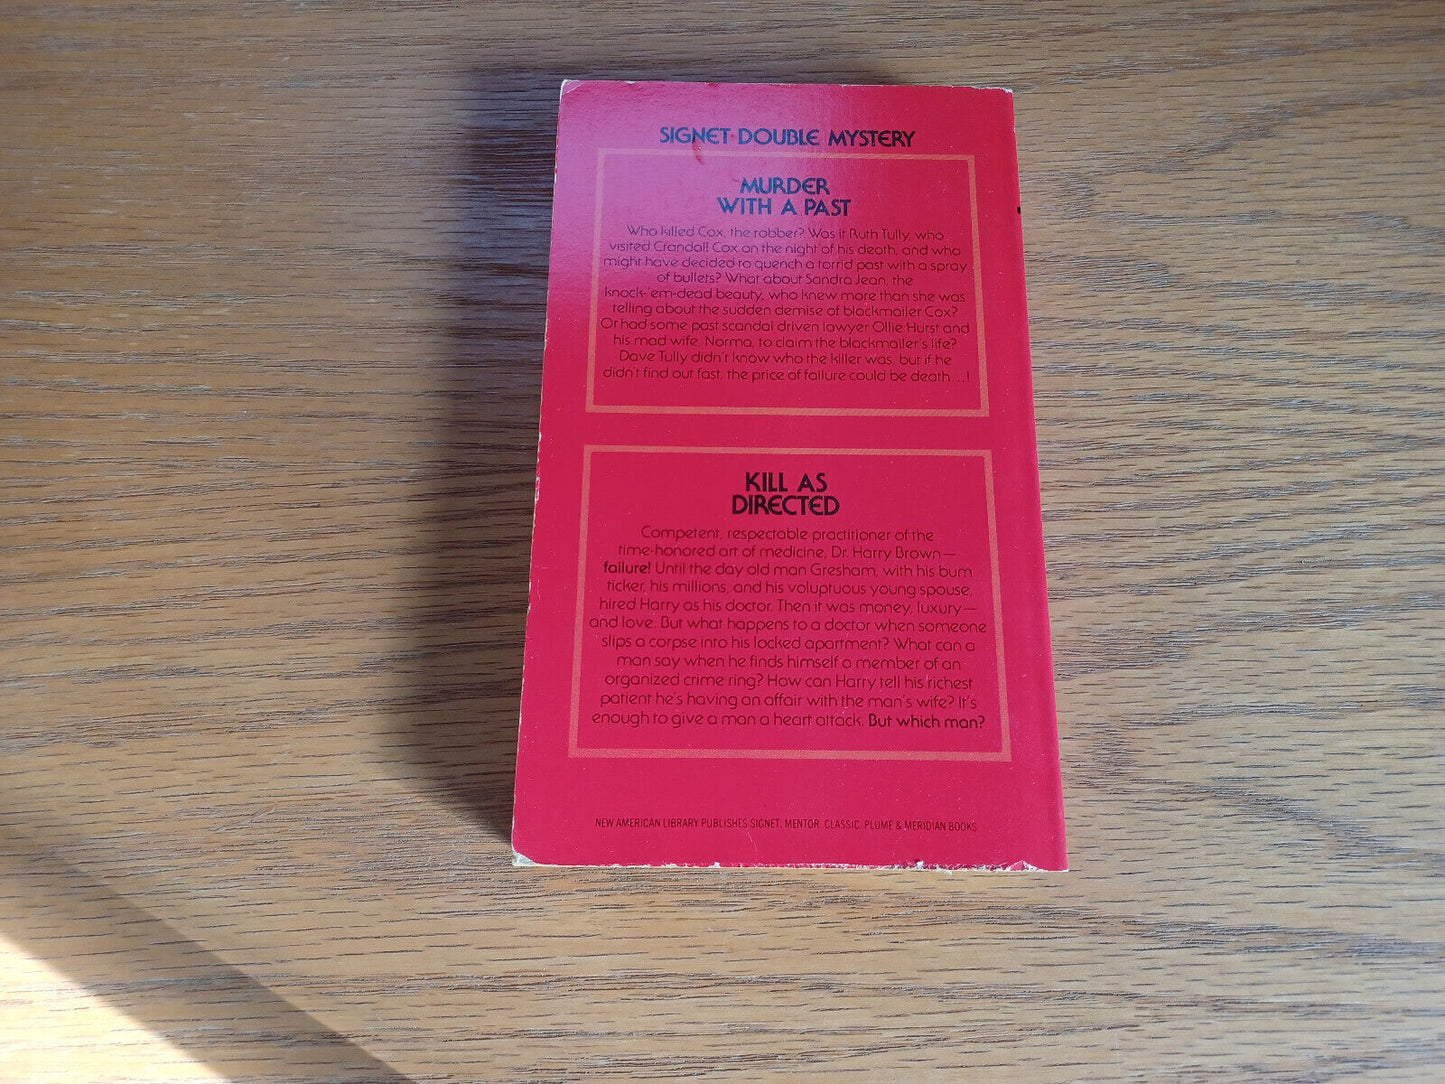 SIGNET·DOUBLE MYSTERY
MURDER
WITH A PAST
Who killed Cox, the robber? Was it Ruth Tully, who
visited Crandall Cox on the night of his death, and who
might have decided to quench a torrid past with a spray
of bullets? What about Sandra Jean, the
knock-'em-dead beauty, who knew more than she was
telling about the sudden demise of blackmailer Cox?
Or had some past scandal driven lawyer Ollie Hurst and
his mad wife, Norma, to claim the blackmailer's life?
Dave Tully didn't know who the killer was, but if he
didn't find out fast, the price of failure could be death...!
KILL AS
DIRECTED
Competent, respectable practitioner of the
time-honored art of medicine, Dr. Harry Brown—
failure! Until the day old man Gresham, with his bum
ticker, his millions, and his voluptuous young spouse,
hired Harry as his doctor. Then it was money, luxury—
and love. But what happens to a doctor when someone
slips a corpse into his locked apartment? What can a
man say when he finds himself a member of an
organized crime ring? How can Harry tell his richest
patient he's having an affair with the man's wife? It's
enough to give a man a heart attack. But which man?
NEW AMERICAN LIBRARY PUBLISHES SIGNET, MENTOR, CLASSIC, PLUME & MERIDIAN BOOKS